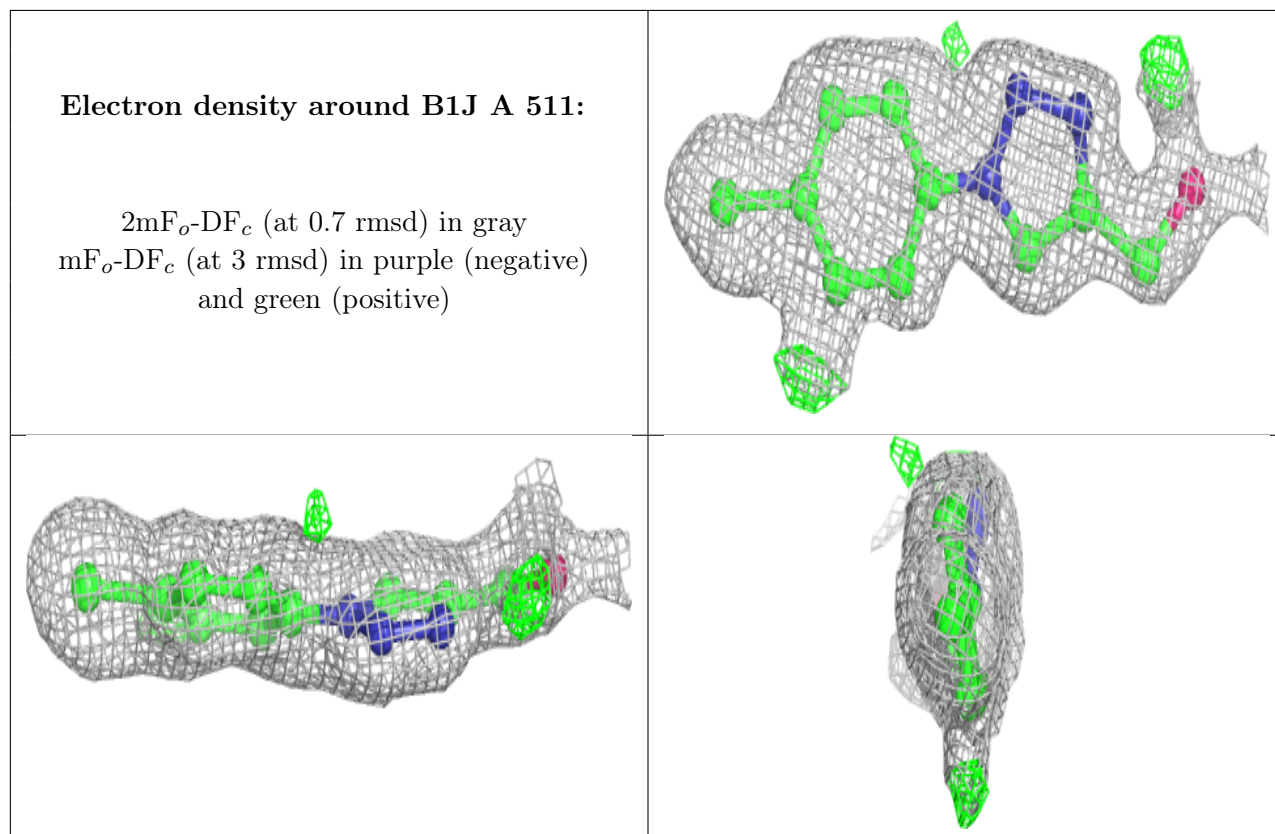 Electron density around B1J A 511:
2mFo-DFc (at 0.7 rmsd) in gray
mFo-DFc (at 3 rmsd) in purple (negative)
and green (positive)